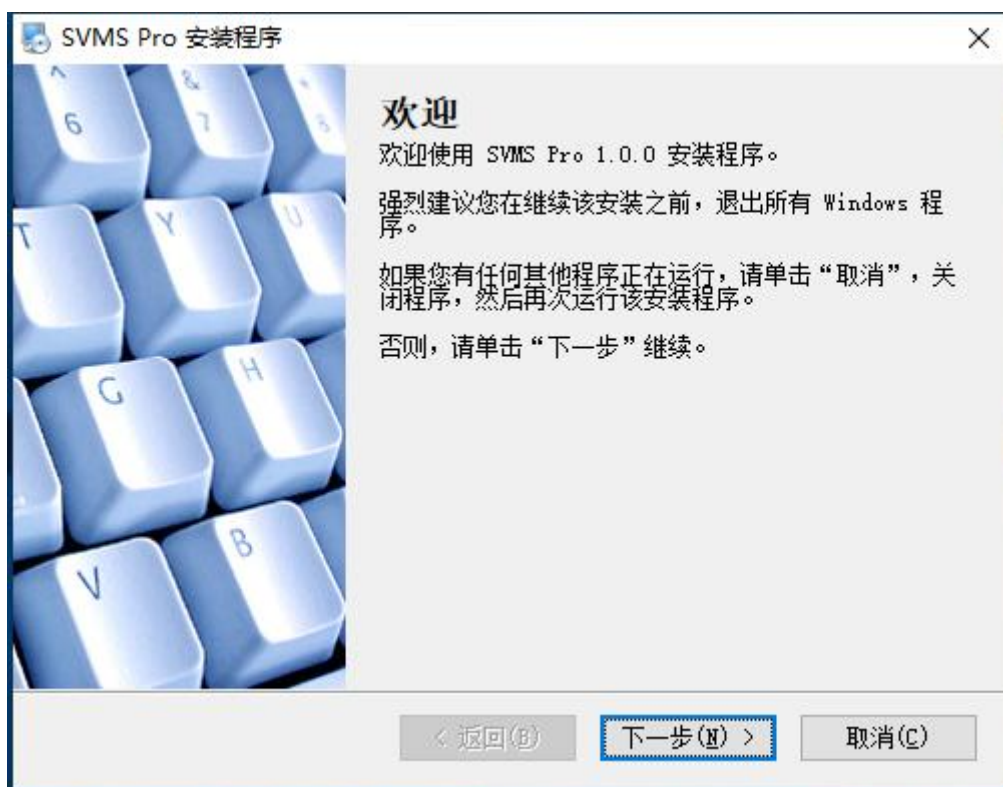 SVMS Pro 安装程序
^
6
&
7
*
8
T
Y
U
G
H
V
B
欢迎
欢迎使用 SVMS Pro 1.0.0 安装程序。
强烈建议您在继续该安装之前，退出所有 Windows 程
序。
如果您有任何其他程序正在运行，请单击“取消”，关
闭程序，然后再次运行该安装程序。
否则，请单击“下一步”继续。
< 返回(B)
下一步(N) >
取消(C)